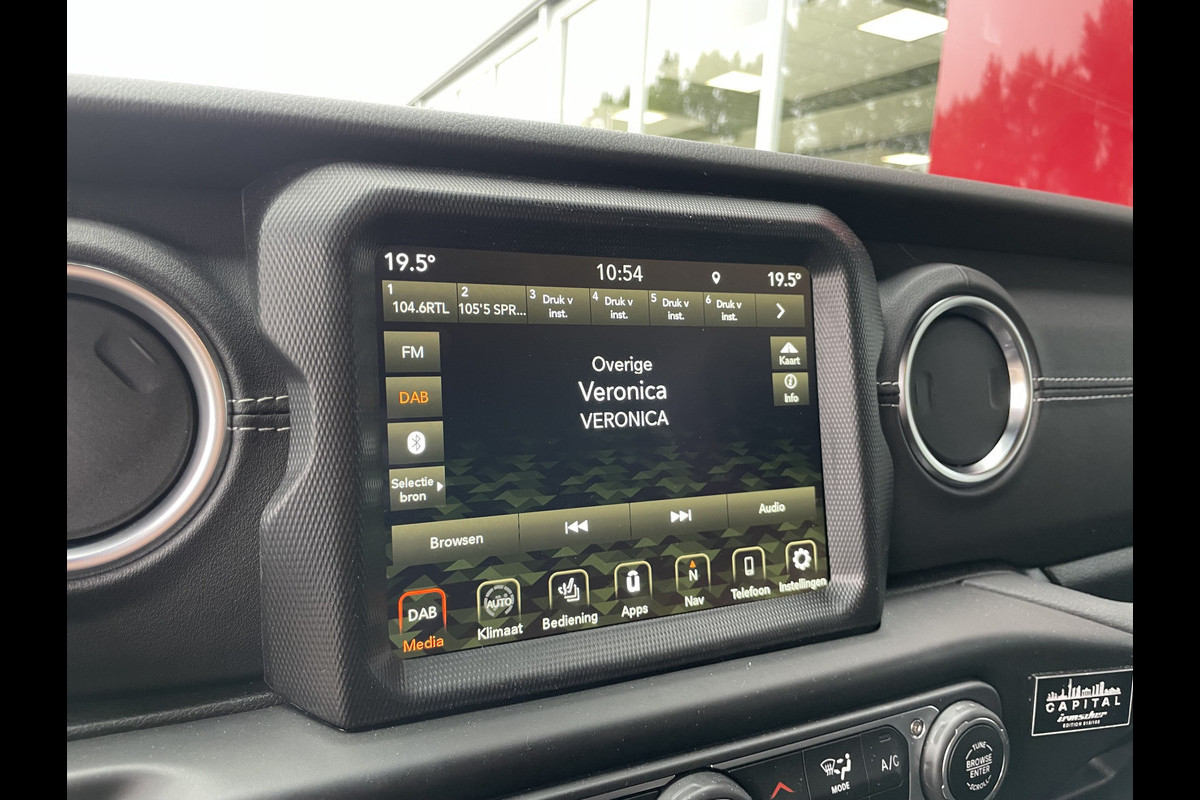 19.5°
10:54
19.5°
1
104.6RTL
2
105'5 SPR...
3 Druk v
inst.
4 Druk v
inst.
5 Druk v
inst.
6 Druk v
inst.
FM
DAB
Selectie
bron
Overige
Veronica
VERONICA
Kaart
Info
Browsen
Audio
DAB
Media
AUTO
Klimaat
Bediening
Apps
N
Nav
Telefoon
Instellingen
CAPITAL
irmscher
MODE
A/C
TUNE
BROWSE
ENTER
SCROLL